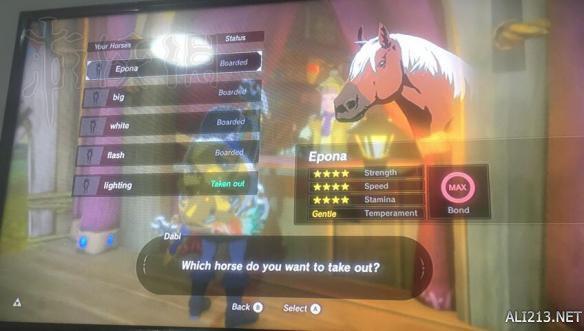 Your Horses Status
Epona Boarded
big Boarded
white Boarded
flash Boarded
lighting Taken out
Epona
Strength
Speed
Stamina
Gentle Temperament
MAX
Bond
Dabi
Which horse do you want to take out?
Back B Select A
ALI213.NET